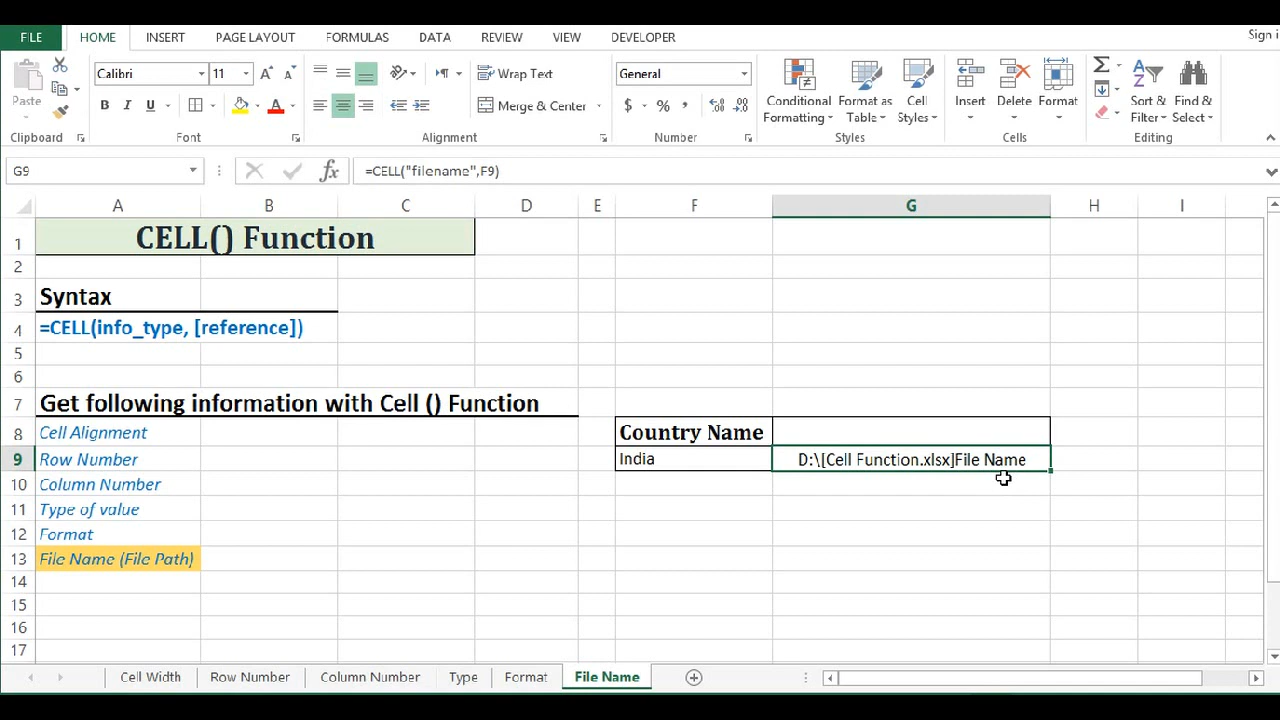 FILE HOME INSERT PAGE LAYOUT FORMULAS DATA REVIEW VIEW DEVELOPER Sign i
Calibri 11 Wrap Text General
Paste B I U Merge & Center $ % Conditional Formatting Format as Table Cell Styles Insert Delete Format Sort & Filter Find & Select
Clipboard Font Alignment Number Styles Cells Editing
G9 fx =CELL("filename",F9)
A B C D E F G H I
1 CELL() Function
2
3 Syntax
4 =CELL(info_type, [reference])
5
6
7 Get following information with Cell () Function
8 Cell Alignment Country Name
9 Row Number India D:\[Cell Function.xlsx]File Name
10 Column Number
11 Type of value
12 Format
13 File Name (File Path)
14
15
16
17
Cell Width Row Number Column Number Type Format File Name